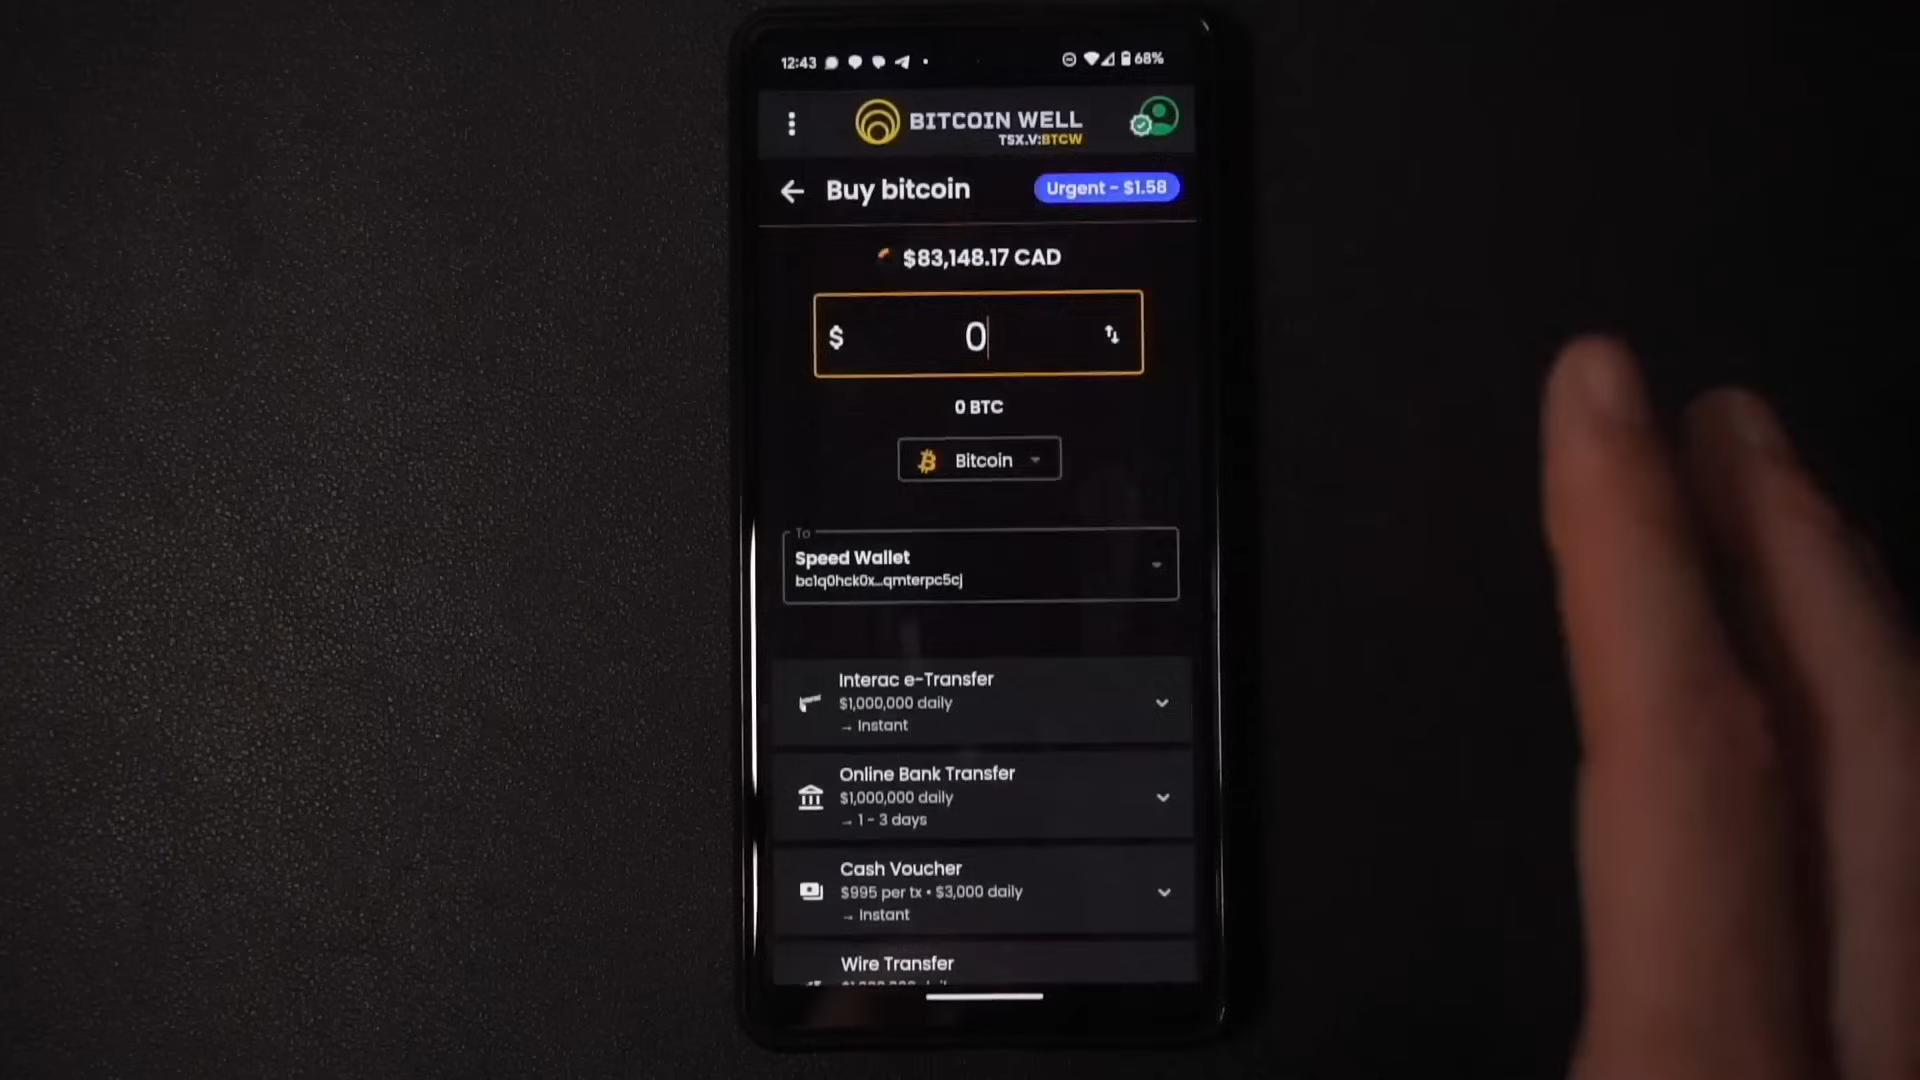 12:43
68%
BITCOIN WELL
TSX.V:BTCW
Buy bitcoin
Urgent - $1.58
$83,148.17 CAD
$ 0
0 BTC
Bitcoin
To
Speed Wallet
bc1q0hck0x...qmterpc5cj
Interac e-Transfer
$1,000,000 daily
→ Instant
Online Bank Transfer
$1,000,000 daily
→ 1 - 3 days
Cash Voucher
$995 per tx • $3,000 daily
→ Instant
Wire Transfer